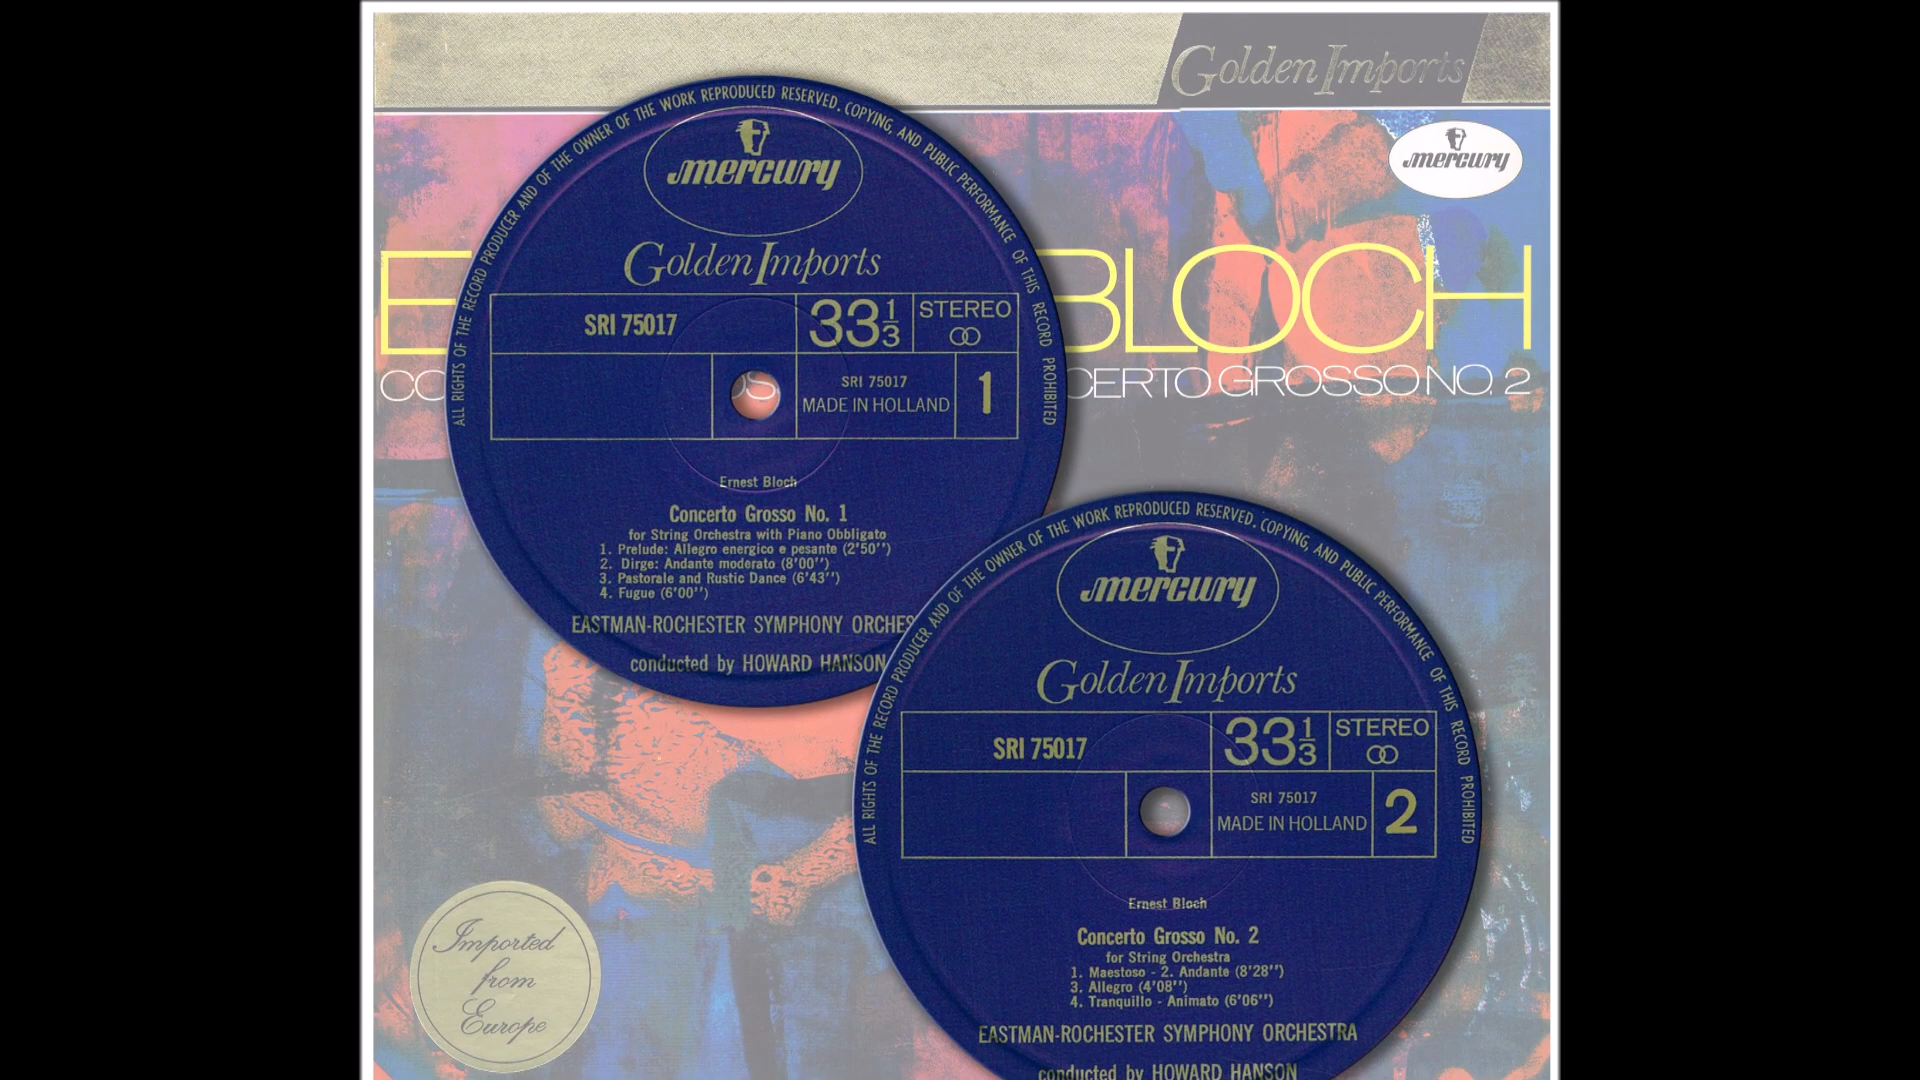 Golden Imports
mercury
BLOCH
CERTO GROSSO NO. 2
ALL RIGHTS OF THE RECORD PRODUCER AND OF THE OWNER OF THE WORK REPRODUCED RESERVED. COPYING, AND PUBLIC PERFORMANCE OF THIS RECORD PROHIBITED
mercury
Golden Imports
SRI 75017
33 1/3
STEREO
SRI 75017
MADE IN HOLLAND
1
Ernest Bloch
Concerto Grosso No. 1
for String Orchestra with Piano Obbligato
1. Prelude: Allegro energico e pesante (2'50'')
2. Dirge: Andante moderato (8'00'')
3. Pastorale and Rustic Dance (6'43'')
4. Fugue (6'00'')
EASTMAN-ROCHESTER SYMPHONY ORCHES
conducted by HOWARD HANSON
ALL RIGHTS OF THE RECORD PRODUCER AND OF THE OWNER OF THE WORK REPRODUCED RESERVED. COPYING, AND PUBLIC PERFORMANCE OF THIS RECORD PROHIBITED
mercury
Golden Imports
SRI 75017
33 1/3
STEREO
SRI 75017
MADE IN HOLLAND
2
Ernest Bloch
Concerto Grosso No. 2
for String Orchestra
1. Maestoso - 2. Andante (8'28'')
3. Allegro (4'08'')
4. Tranquillo - Animato (6'06'')
EASTMAN-ROCHESTER SYMPHONY ORCHESTRA
conducted by HOWARD HANSON
Imported
from
Europe